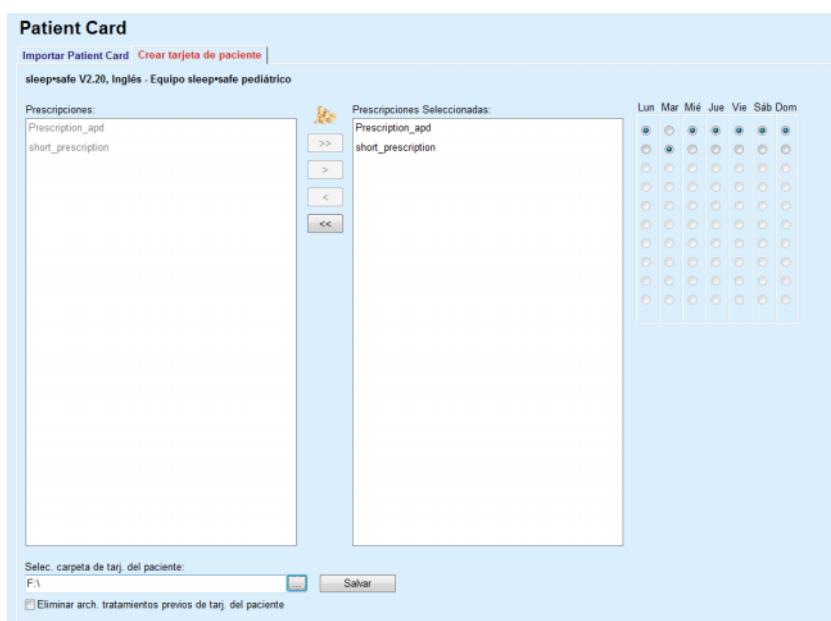 Patient Card
Importar Patient Card Crear tarjeta de paciente
sleep•safe V2.20, Inglés - Equipo sleep•safe pediátrico
Prescripciones: Prescripciones Seleccionadas: Lun Mar Mié Jue Vie Sáb Dom
Prescription_apd Prescription_apd
short_prescription >> short_prescription
>
<
<<
Selec. carpeta de tarj. del paciente:
F:\ ... Salvar
Eliminar arch. tratamientos previos de tarj. del paciente